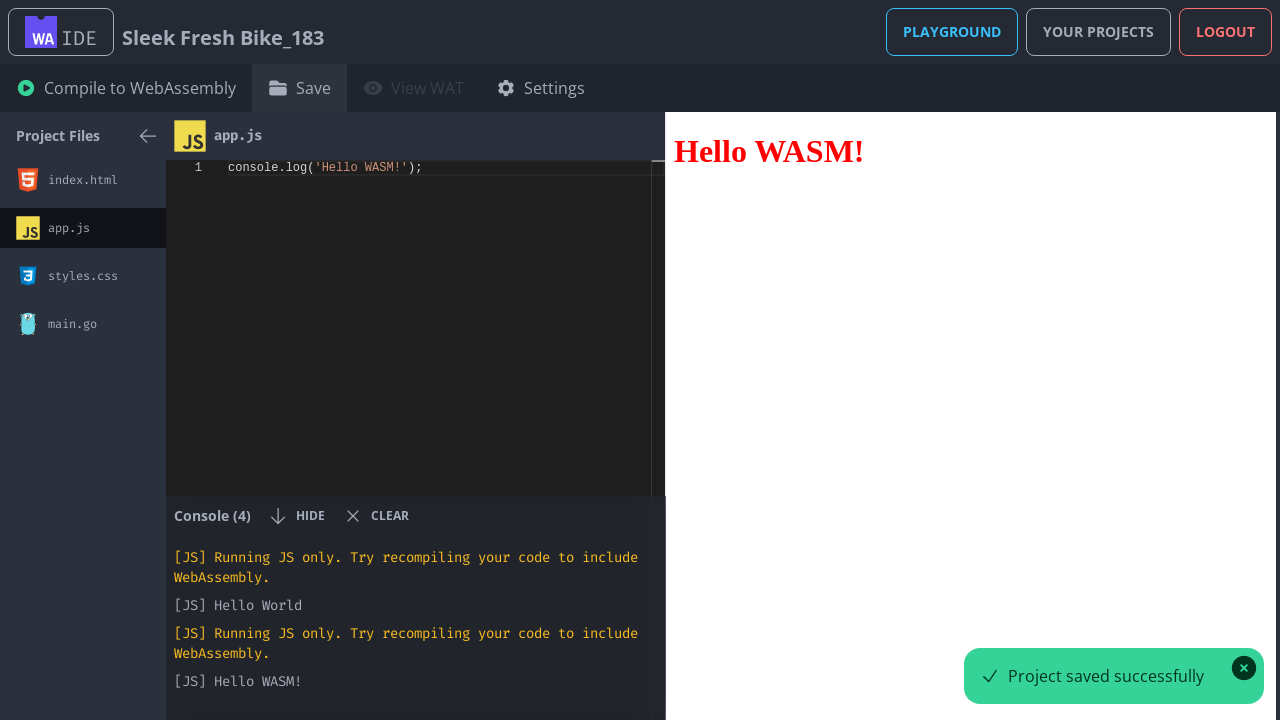 WA IDE
Sleek Fresh Bike_183
PLAYGROUND
YOUR PROJECTS
LOGOUT
Compile to WebAssembly
Save
View WAT
Settings
Project Files
index.html
JS app.js
styles.css
main.go
JS app.js
1 console.log('Hello WASM!');
Console (4)
HIDE
CLEAR
[JS] Running JS only. Try recompiling your code to include
WebAssembly.
[JS] Hello World
[JS] Running JS only. Try recompiling your code to include
WebAssembly.
[JS] Hello WASM!
Hello WASM!
Project saved successfully